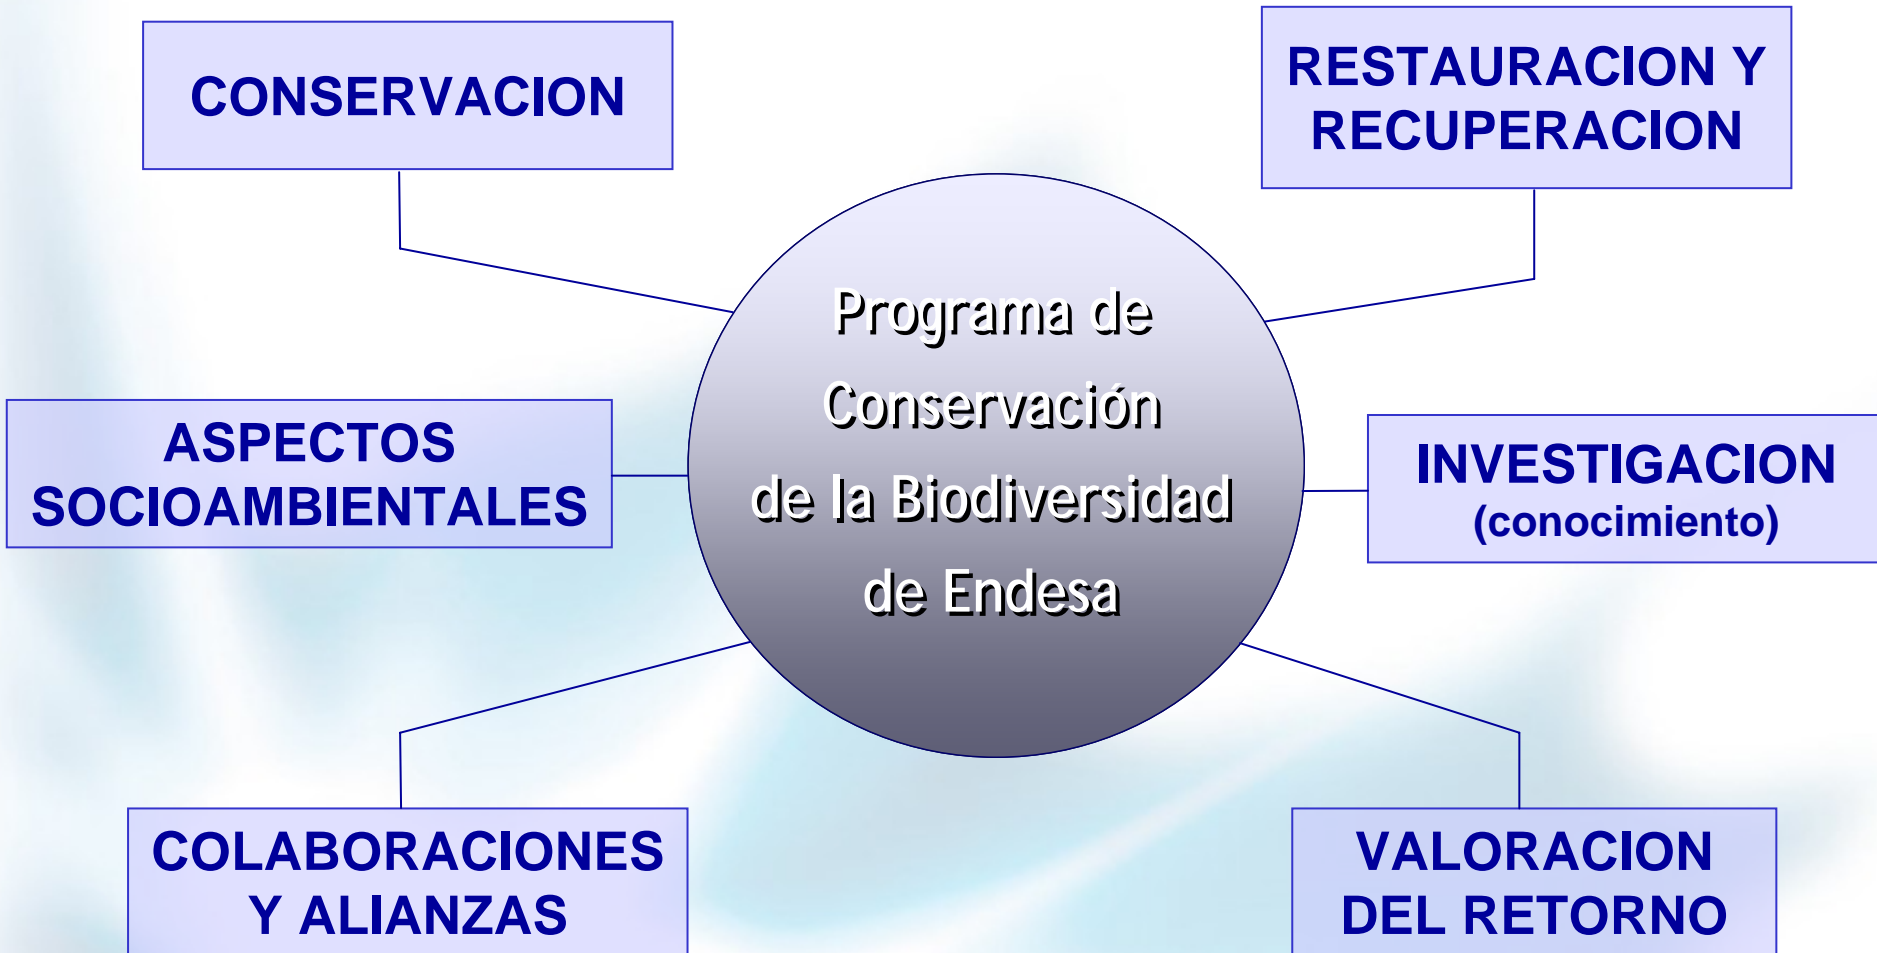 CONSERVACION
RESTAURACION Y
RECUPERACION
Programa de
Conservación
de la Biodiversidad
de Endesa
ASPECTOS
SOCIOAMBIENTALES
INVESTIGACION
(conocimiento)
COLABORACIONES
Y ALIANZAS
VALORACION
DEL RETORNO